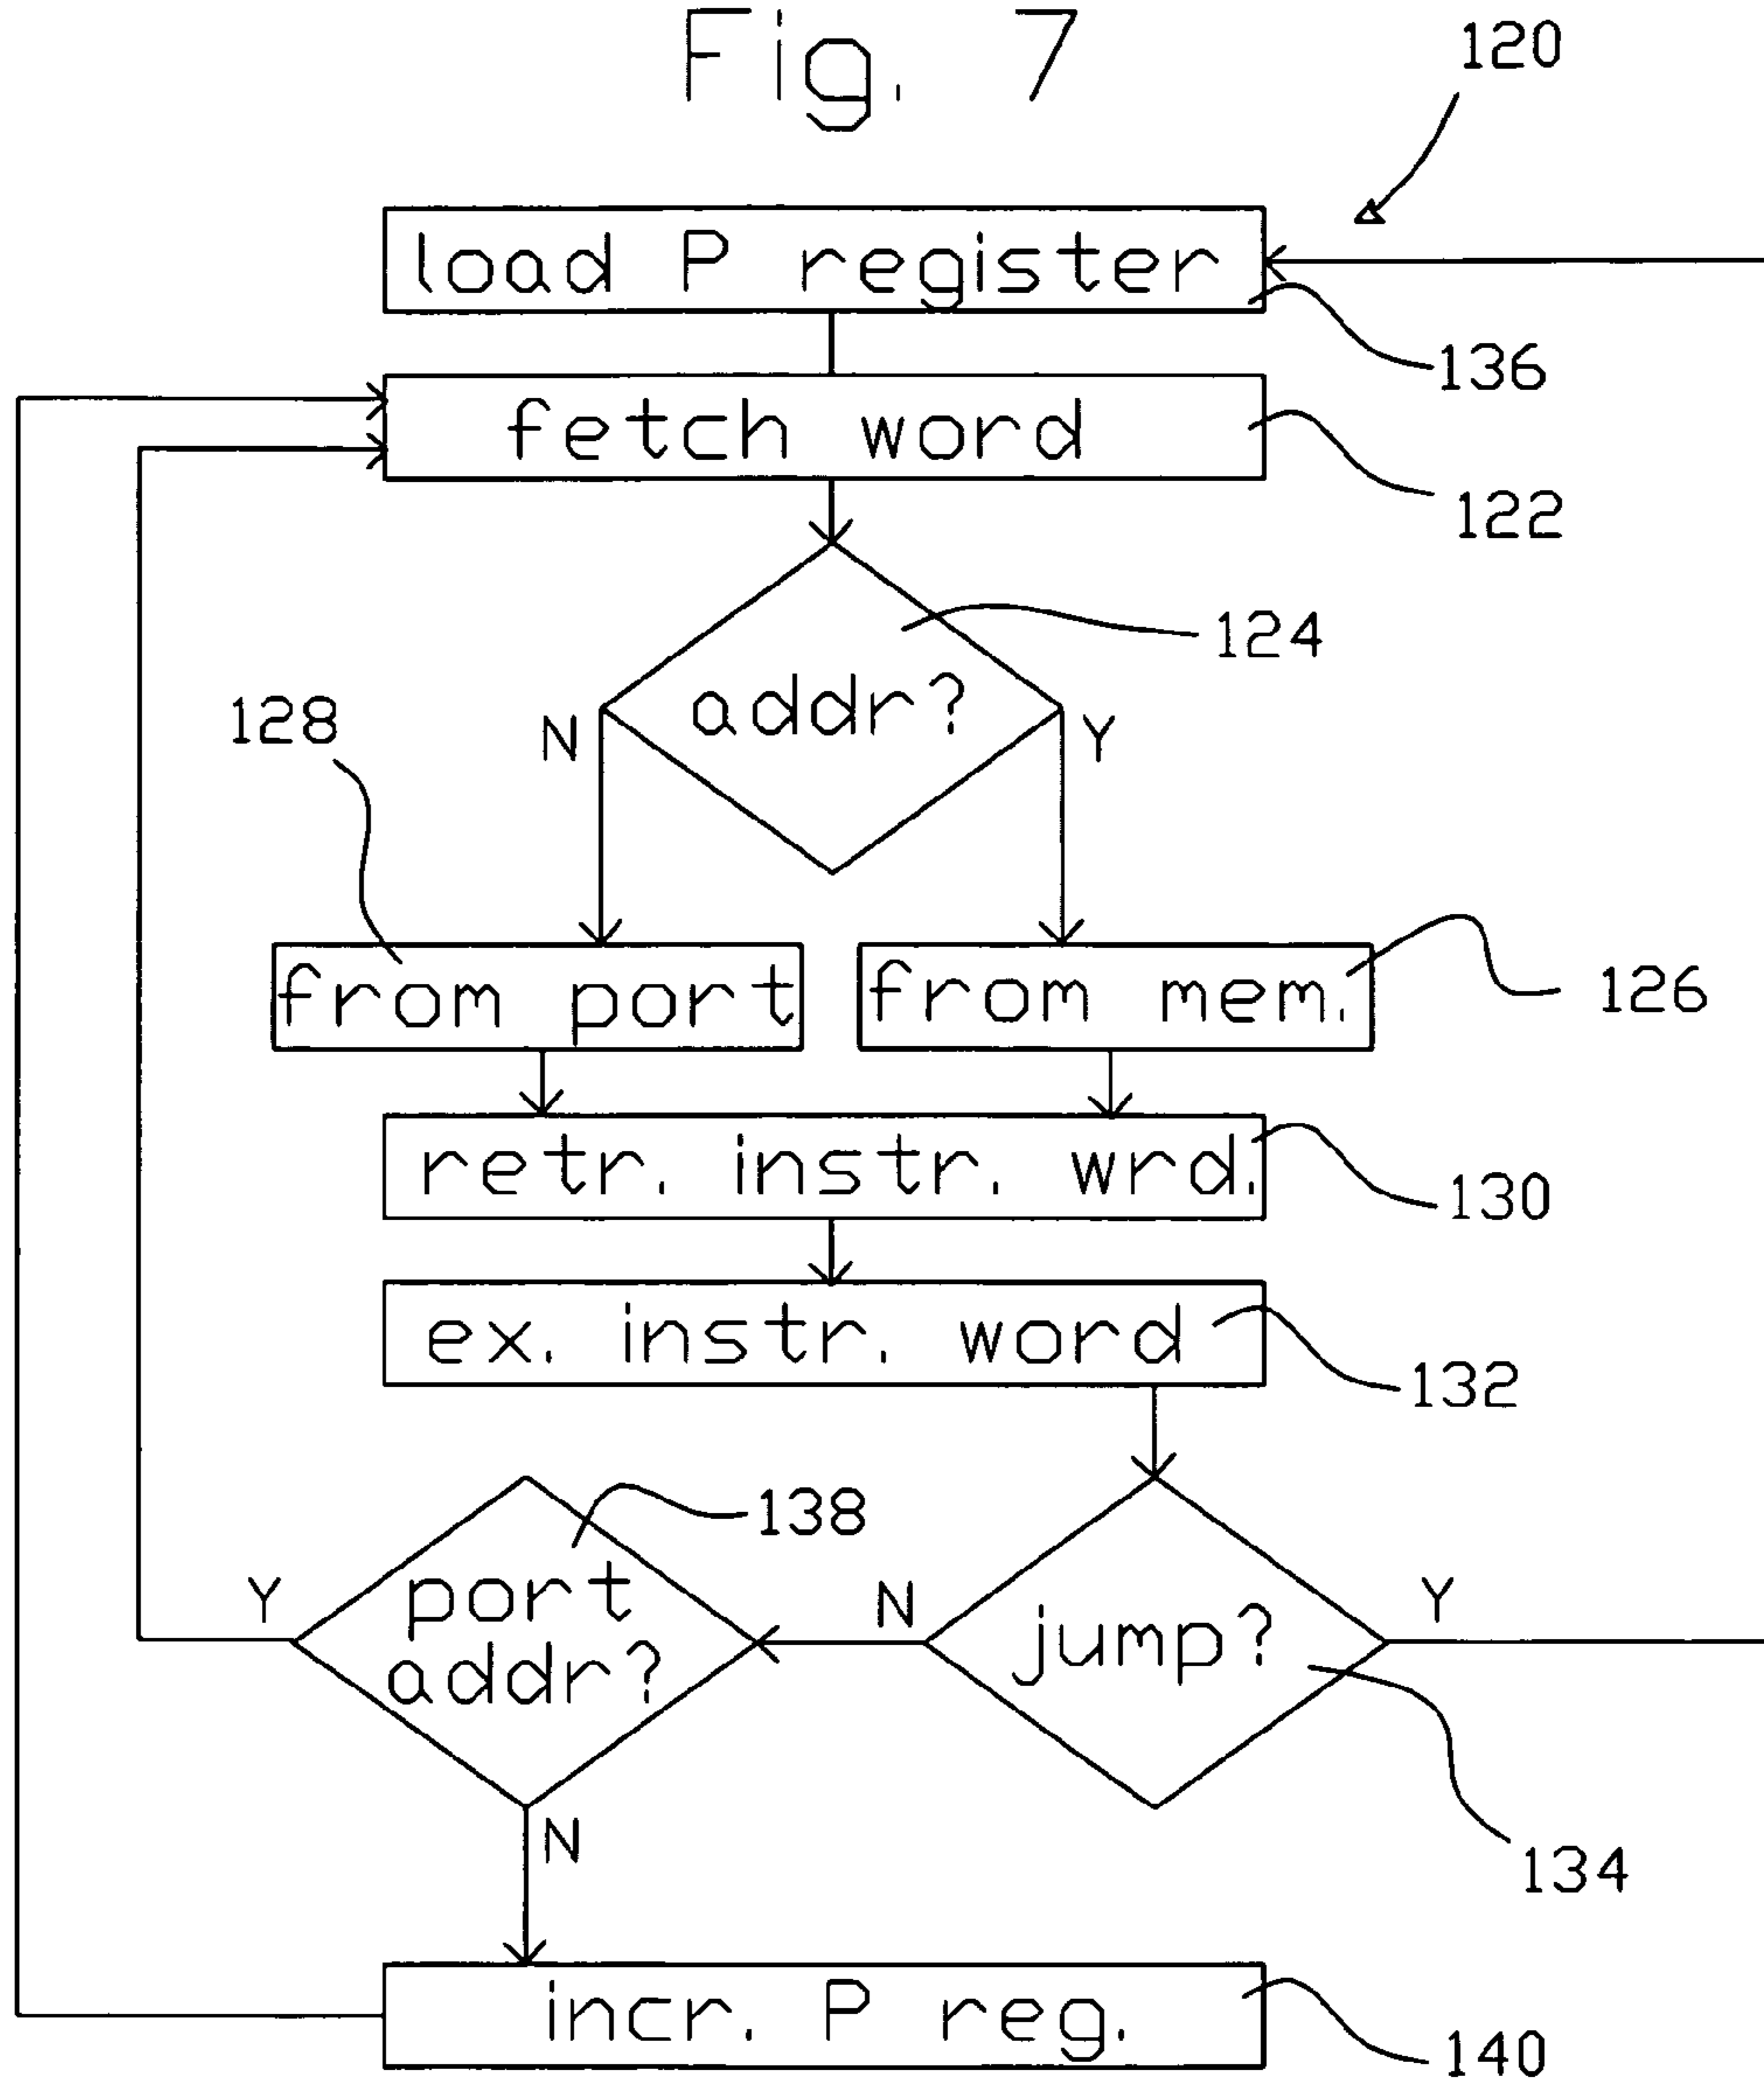 Fig. 7
120
load P register
136
fetch word
122
124
addr?
128
N
Y
from port
from mem.
126
retr. instr. wrd.
130
ex. instr. word
132
138
port
addr?
Y
N
jump?
Y
134
N
incr. P reg.
140